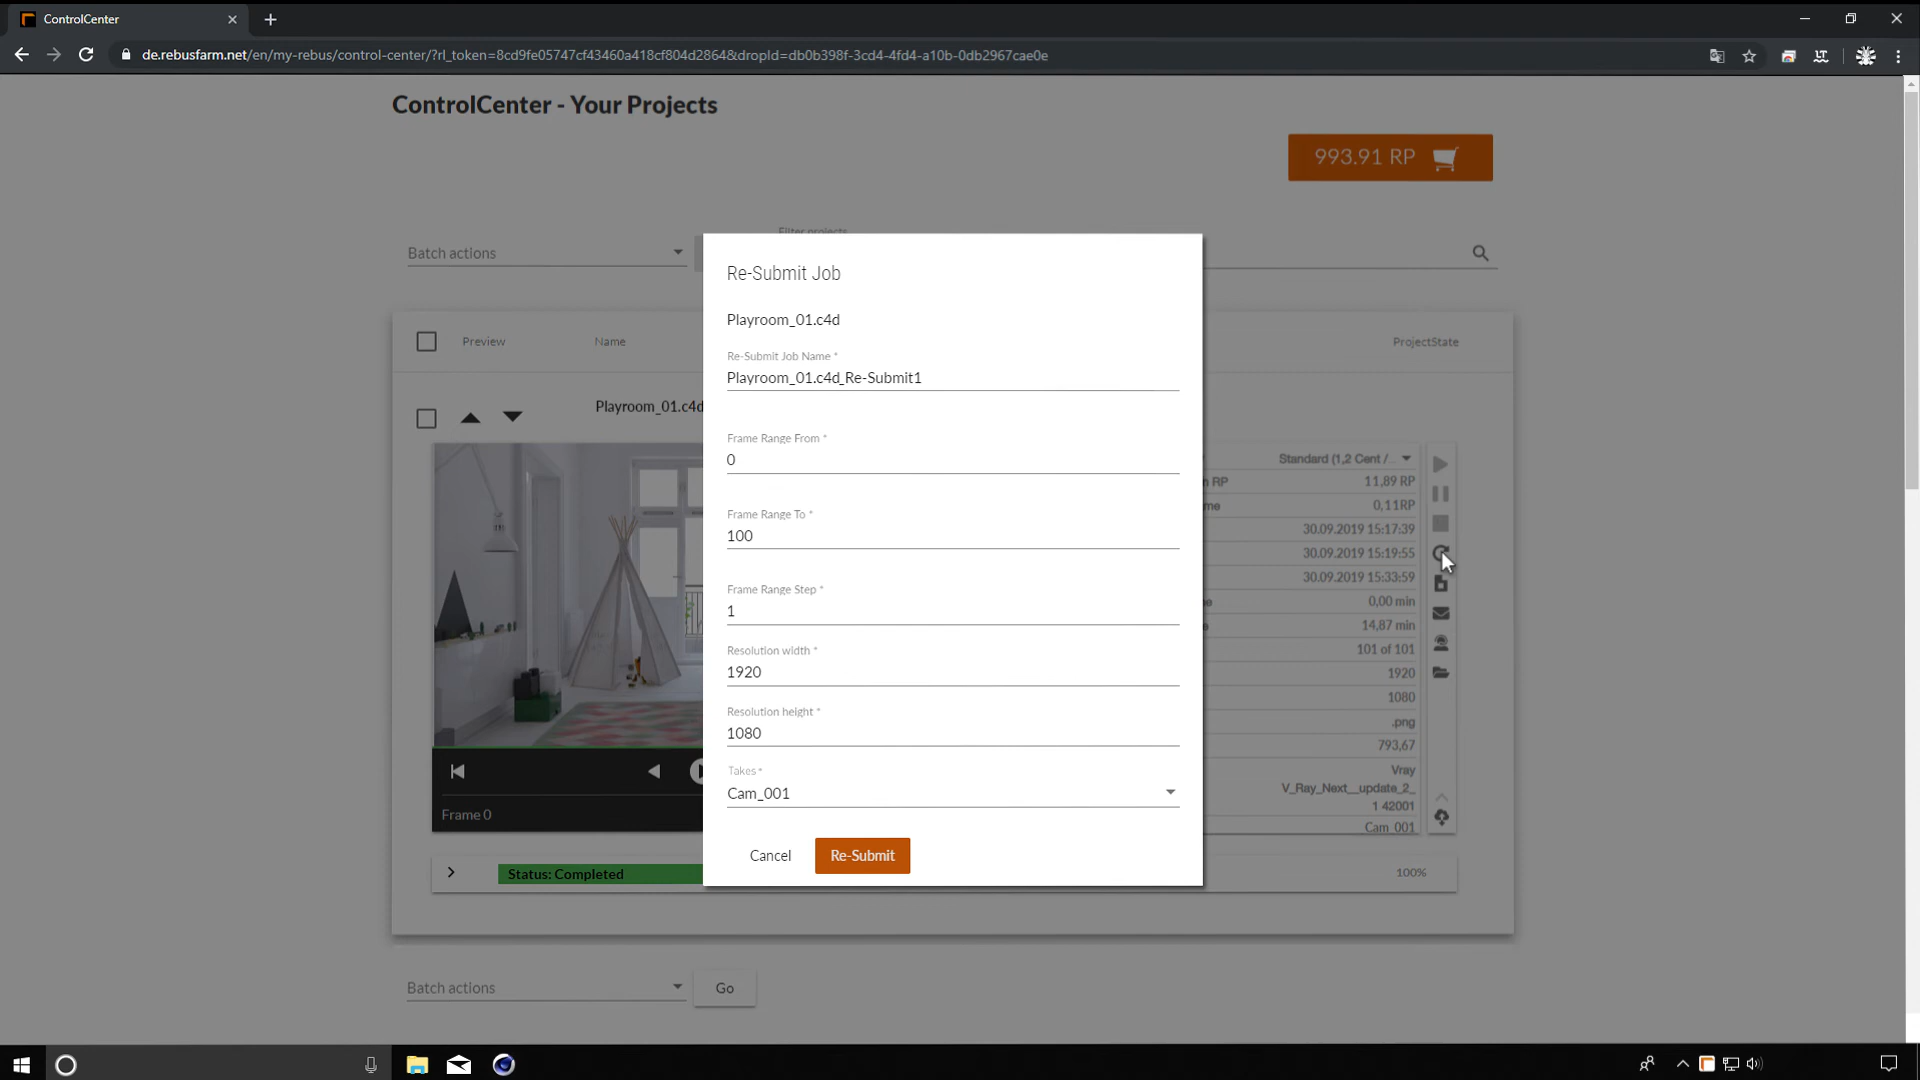 ControlCenter
de.rebusfarm.net/en/my-rebus/control-center/?rl_token=8cd9fe05747cf43460a418cf804d2864&dropId=db0b398f-3cd4-4fd4-a10b-0db2967cae0e
ControlCenter - Your Projects
993.91 RP
Batch actions
Filter projects
Preview
Name
ProjectState
Playroom_01.c4d
Re-Submit Job
Playroom_01.c4d
Re-Submit Job Name *
Playroom_01.c4d_Re-Submit1
Frame Range From *
0
Frame Range To *
100
Frame Range Step *
1
Resolution width *
1920
Resolution height *
1080
Takes *
Cam_001
Cancel
Re-Submit
Standard (1,2 Cent /...
RP
11,89 RP
me
0,11RP
30.09.2019 15:17:39
30.09.2019 15:19:55
30.09.2019 15:33:59
0,00 min
14,87 min
101 of 101
1920
1080
.png
793,67
Vray
V_Ray_Next__update_2_
1 42001
Cam_001
Frame 0
Status: Completed
100%
Batch actions
Go